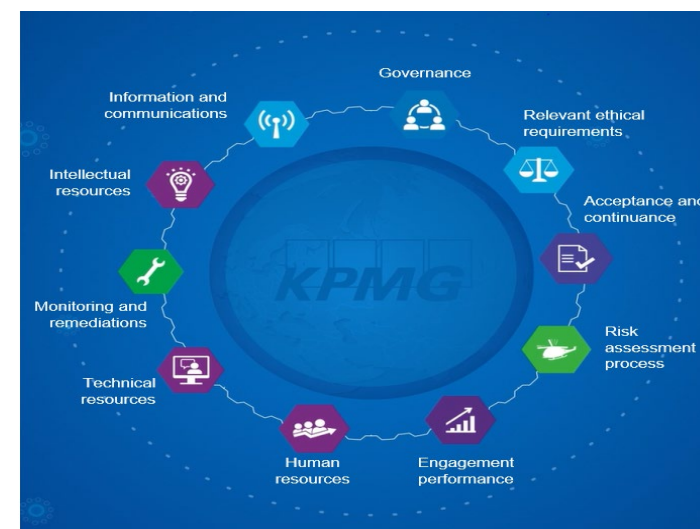 Governance
Information and
communications
Relevant ethical
requirements
Intellectual
resources
Acceptance and
continuance
KPMG
Monitoring and
remediations
Risk
assessment
process
Technical
resources
Human
resources
Engagement
performance